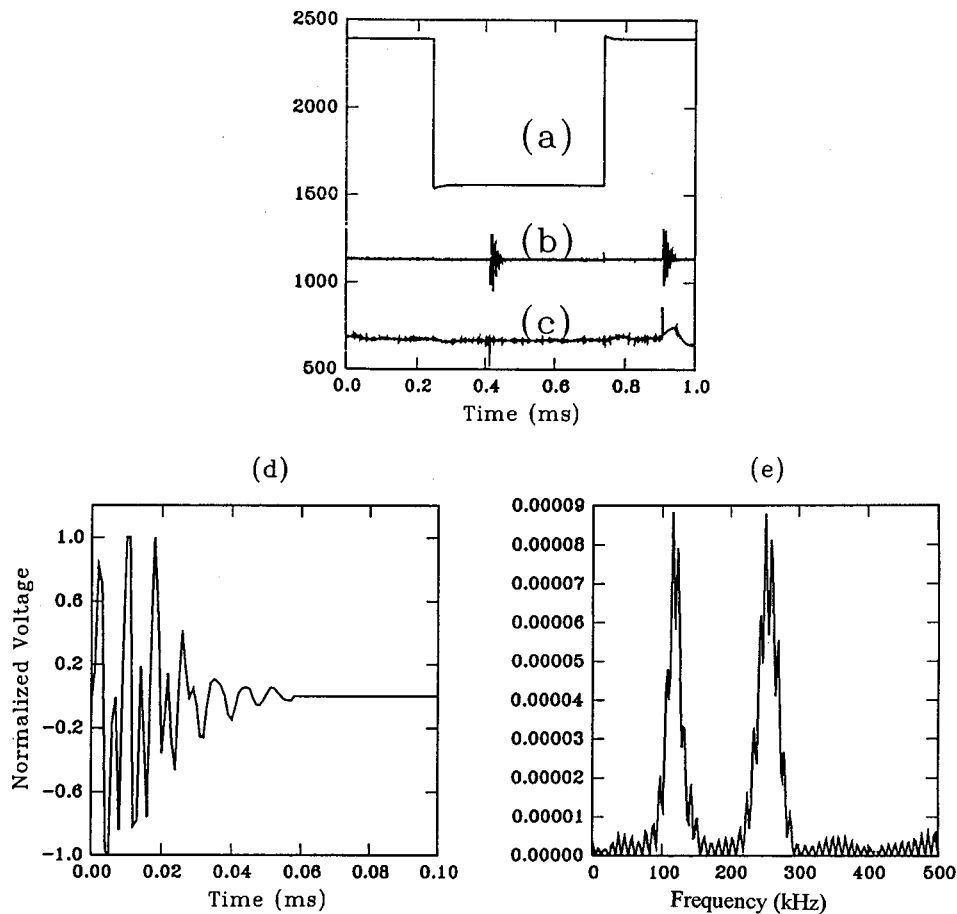 2500
2000
(a)
1500
(b)
1000
(c)
500
0.0 0.2 0.4 0.6 0.8 1.0
Time (ms)
(d)
1.0
0.6
0.2
-0.2
-0.6
-1.0
Normalized Voltage
0.00 0.02 0.04 0.06 0.08 0.10
Time (ms)
(e)
0.00009
0.00008
0.00007
0.00006
0.00005
0.00004
0.00003
0.00002
0.00001
0.00000
0 100 200 300 400 500
Frequency (kHz)